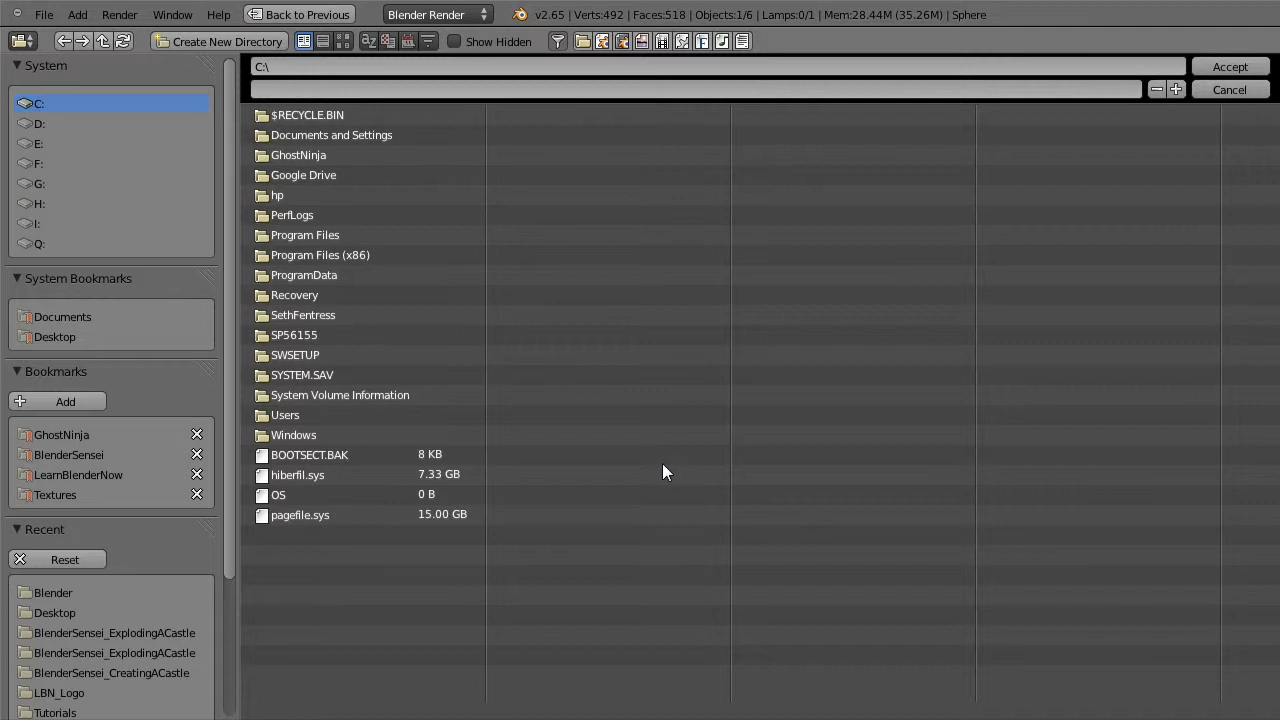 File Add Render Window Help Back to Previous Blender Render v2.65 | Verts:492 | Faces:518 | Objects:1/6 | Lamps:0/1 | Mem:28.44M (35.26M) | Sphere
Create New Directory Show Hidden
System
C:
D:
E:
F:
G:
H:
I:
Q:
System Bookmarks
Documents
Desktop
Bookmarks
Add
GhostNinja
BlenderSensei
LearnBlenderNow
Textures
Recent
Reset
Blender
Desktop
BlenderSensei_ExplodingACastle
BlenderSensei_ExplodingACastle
BlenderSensei_CreatingACastle
LBN_Logo
Tutorials
C:\ Accept
Cancel
$RECYCLE.BIN
Documents and Settings
GhostNinja
Google Drive
hp
PerfLogs
Program Files
Program Files (x86)
ProgramData
Recovery
SethFentress
SP56155
SWSETUP
SYSTEM.SAV
System Volume Information
Users
Windows
BOOTSECT.BAK 8 KB
hiberfil.sys 7.33 GB
OS 0 B
pagefile.sys 15.00 GB